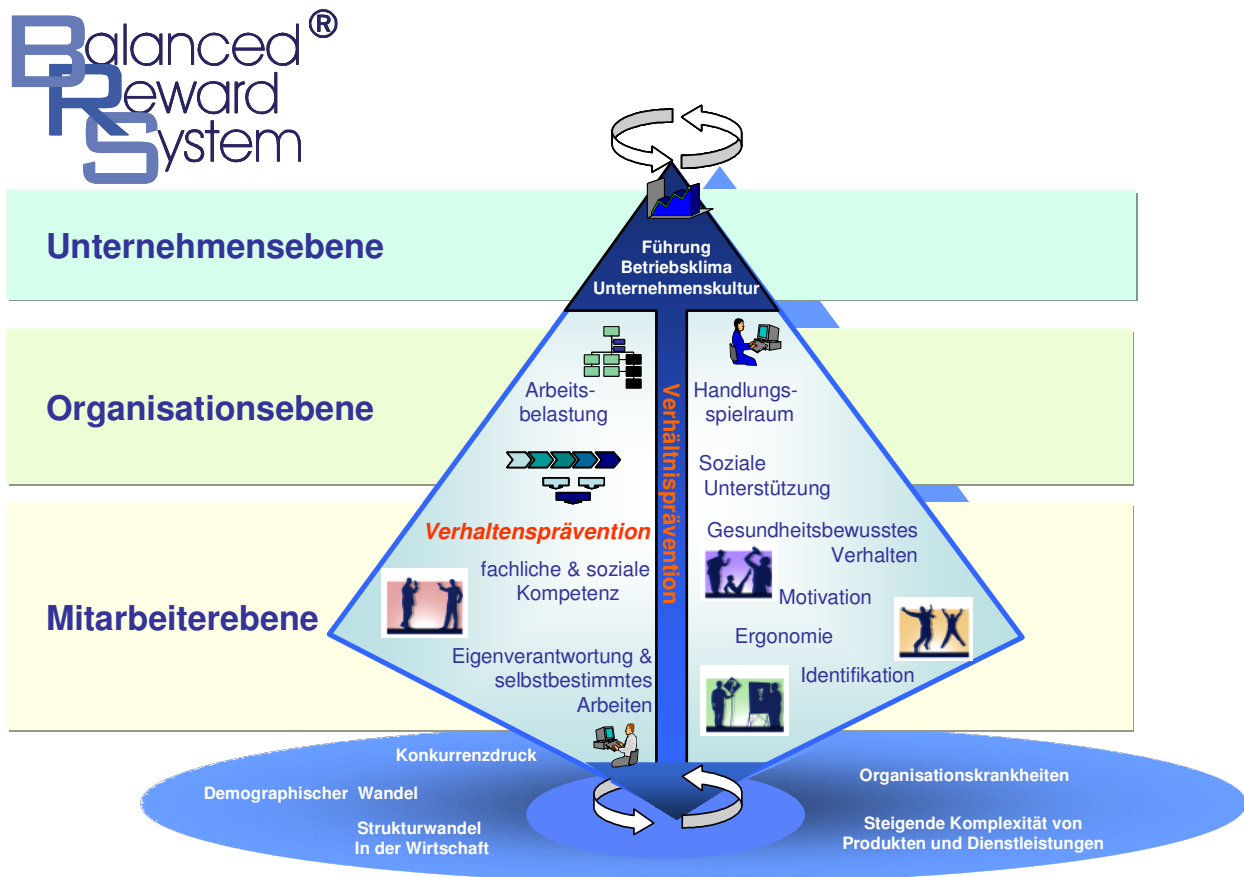 Balanced ®
Reward
System
Unternehmensebene
Führung
Betriebsklima
Unternehmenskultur
Organisationsebene
Arbeits-
belastung
Verhältnisprävention
Handlungs-
spielraum
Soziale
Unterstützung
Mitarbeiterebene
Verhaltensprävention
fachliche & soziale
Kompetenz
Eigenverantwortung &
selbstbestimmtes
Arbeiten
Gesundheitsbewusstes
Verhalten
Motivation
Ergonomie
Identifikation
Konkurrenzdruck
Demographischer Wandel
Strukturwandel
In der Wirtschaft
Organisationskrankheiten
Steigende Komplexität von
Produkten und Dienstleistungen